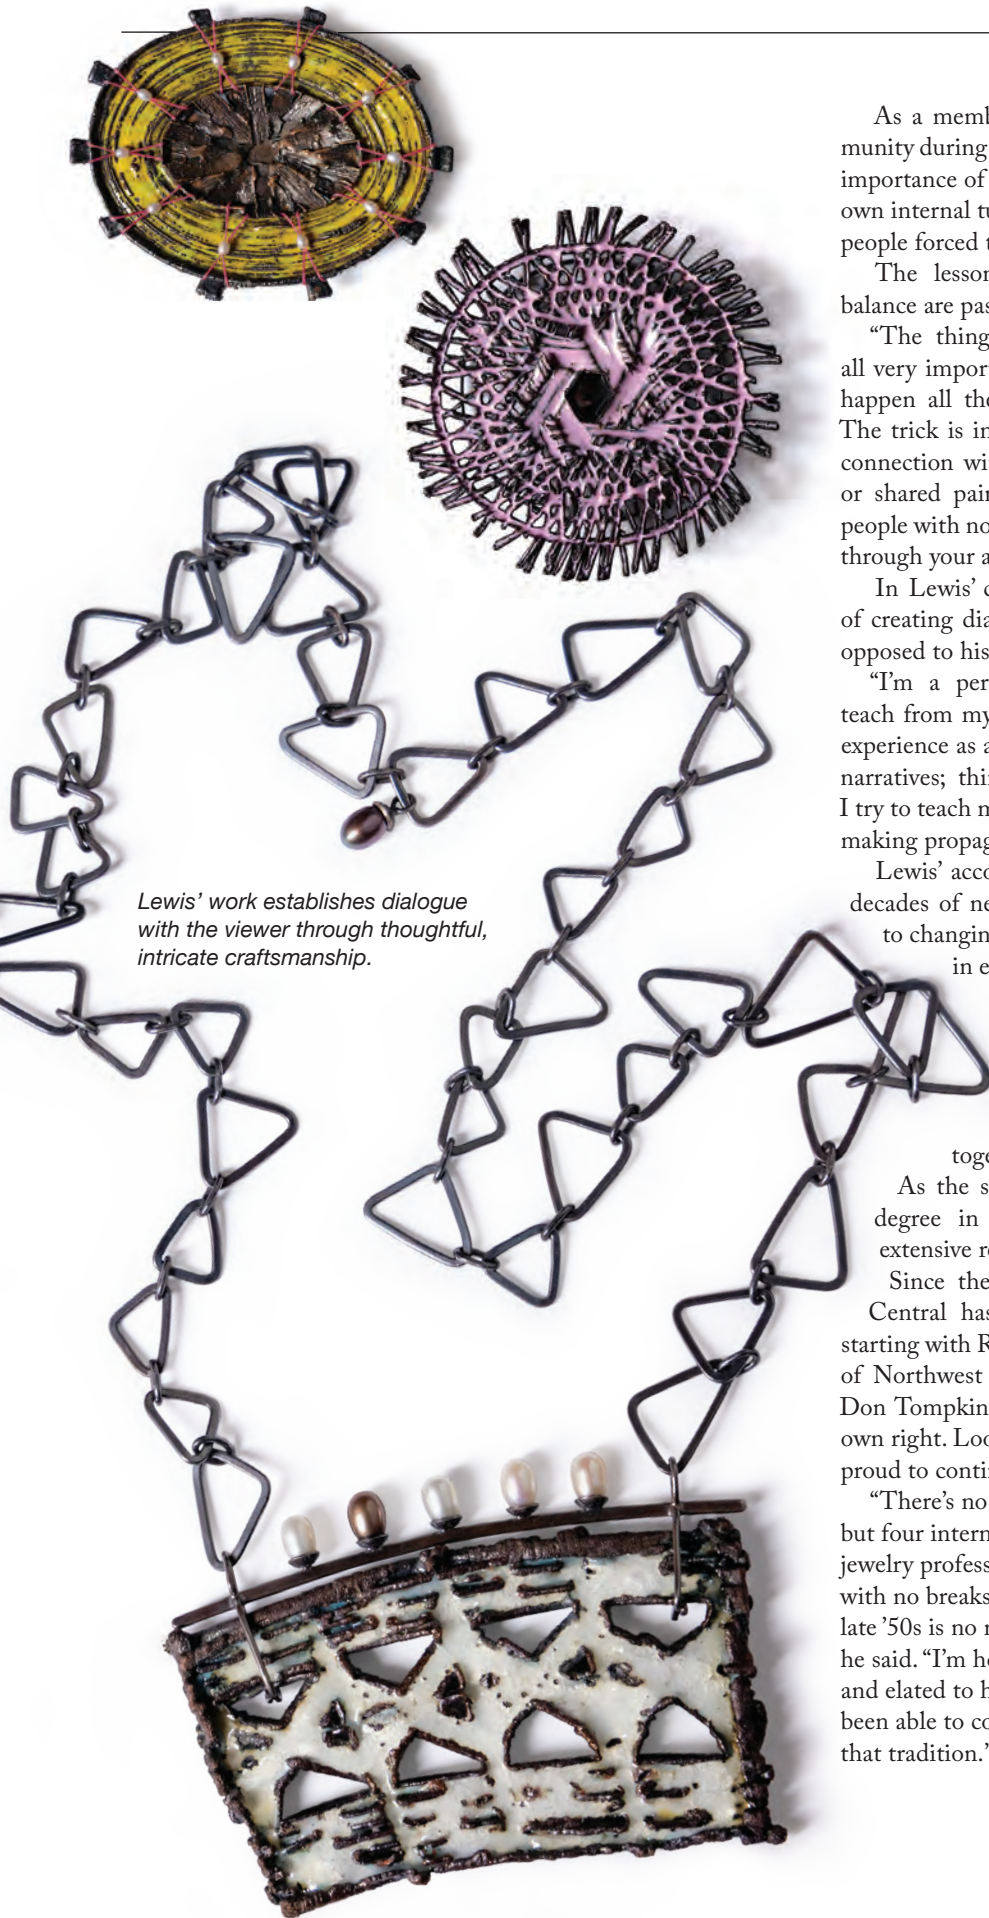 Lewis’ work establishes dialogue
with the viewer through thoughtful,
intricate craftsmanship.
As a memb
munity during
importance of
own internal tu
people forced t
The lesson
balance are pas
“The thing
all very impor
happen all the
The trick is in
connection wi
or shared pain
people with no
through your a
In Lewis’ c
of creating dia
opposed to his
“I’m a per
teach from my
experience as a
narratives; thi
I try to teach m
making propag
Lewis’ acco
decades of ne
to changin
in e
toge
As the s
degree in
extensive re
Since the
Central has
starting with R
of Northwest
Don Tompkin
own right. Loo
proud to contin
“There’s no
but four intern
jewelry profess
with no breaks
late ’50s is no r
he said. “I’m ho
and elated to h
been able to co
that tradition.”